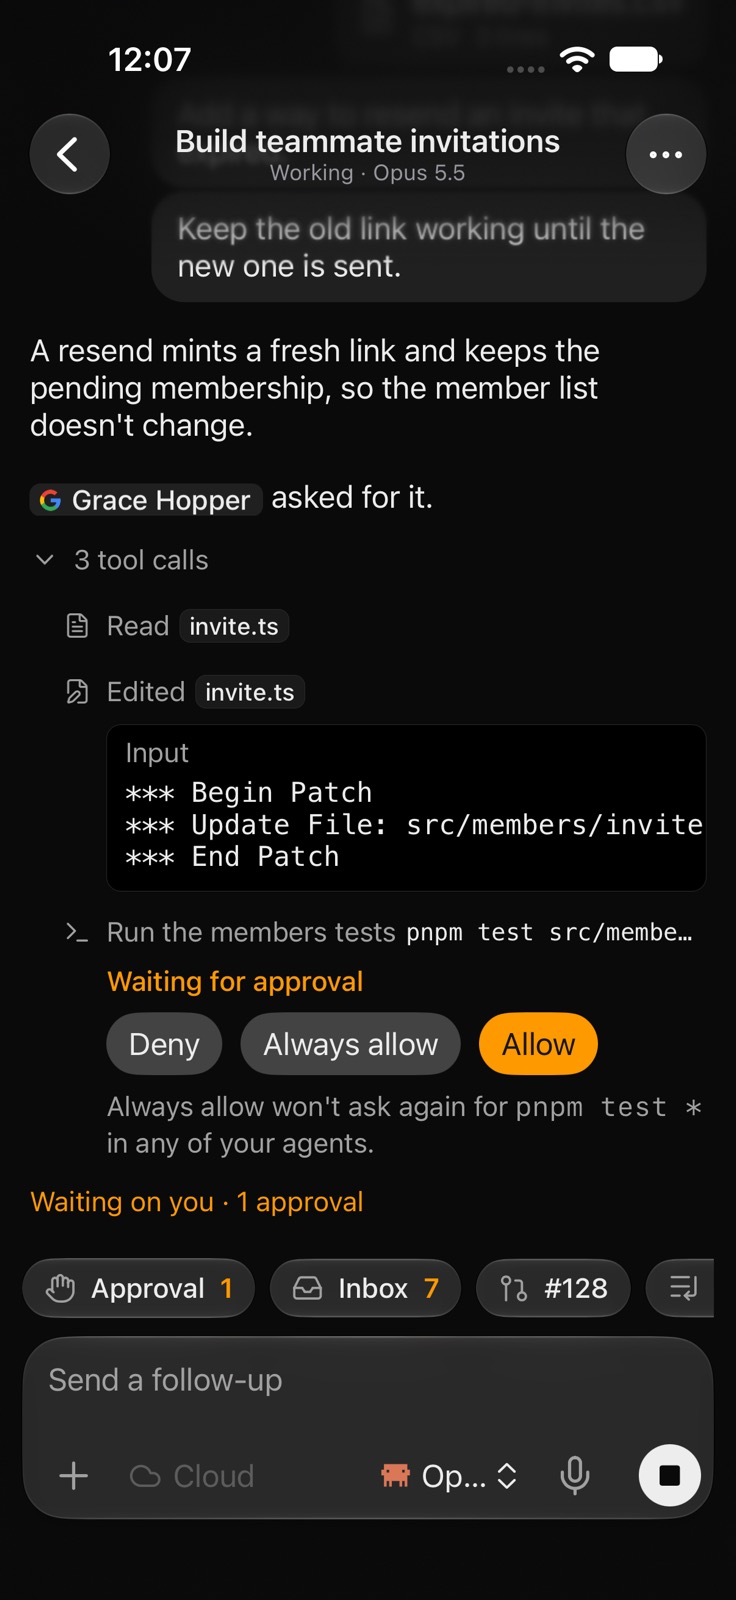 12:07
Build teammate invitations
Working · Opus 5.5
Keep the old link working until the
new one is sent.
A resend mints a fresh link and keeps the
pending membership, so the member list
doesn't change.
Grace Hopper asked for it.
3 tool calls
Read invite.ts
Edited invite.ts
Input
*** Begin Patch
*** Update File: src/members/invite
*** End Patch
Run the members tests pnpm test src/membe…
Waiting for approval
Deny Always allow Allow
Always allow won't ask again for pnpm test *
in any of your agents.
Waiting on you · 1 approval
Approval 1 Inbox 7 #128
Send a follow-up
Cloud Op...